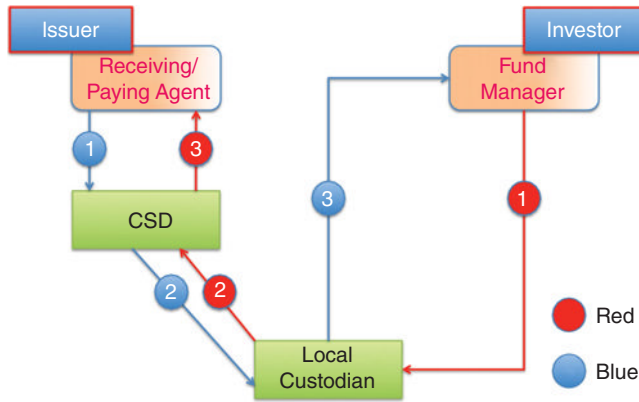 Issuer
Investor
Receiving/
Paying Agent
Fund
Manager
1
3
3
1
CSD
2
2
Local
Custodian
Red
Blue